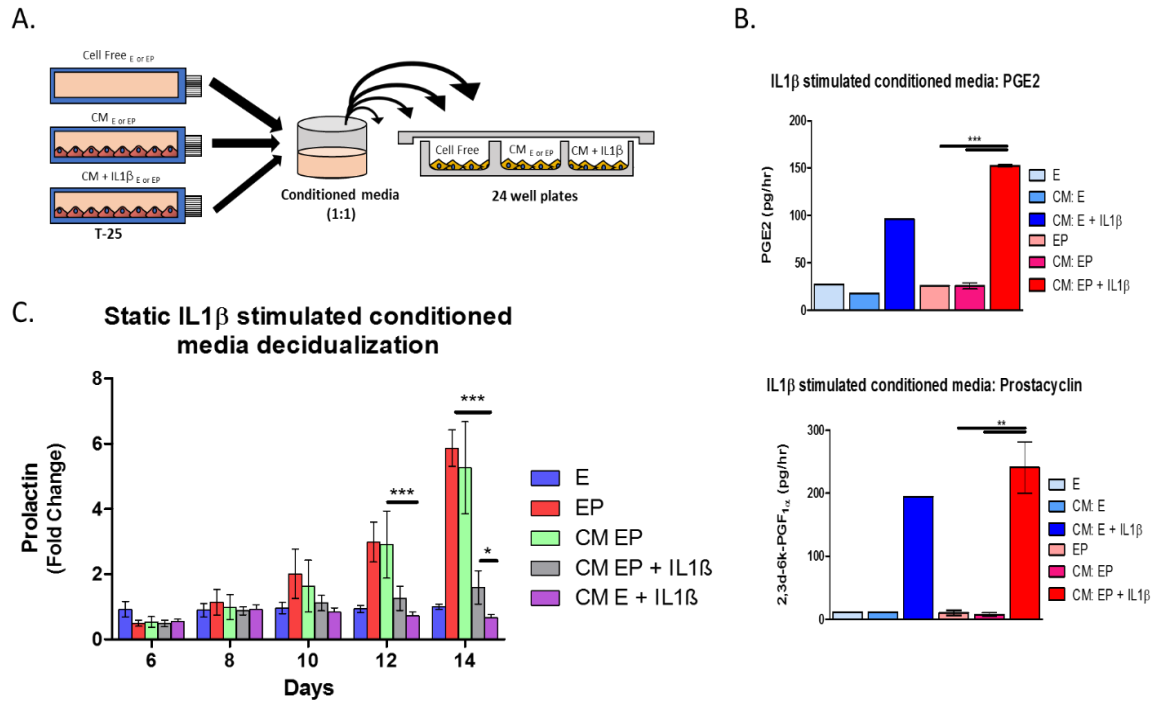 A.
Cell Free E or EP
CM E or EP
CM + IL1β E or EP
T-25
Conditioned media
(1:1)
Cell Free
CM E or EP
CM + IL1β
24 well plates
B.
IL1β stimulated conditioned media: PGE2
PGE2 (pg/hr)
200
150
100
50
0
***
E
CM: E
CM: E + IL1β
EP
CM: EP
CM: EP + IL1β
IL1β stimulated conditioned media: Prostacyclin
2,3d-6k-PGF1α (pg/hr)
300
200
100
0
**
E
CM: E
CM: E + IL1β
EP
CM: EP
CM: EP + IL1β
C.
Static IL1β stimulated conditioned
media decidualization
Prolactin
(Fold Change)
8
6
4
2
0
***
***
*
6 8 10 12 14
Days
E
EP
CM EP
CM EP + IL1ß
CM E + IL1ß